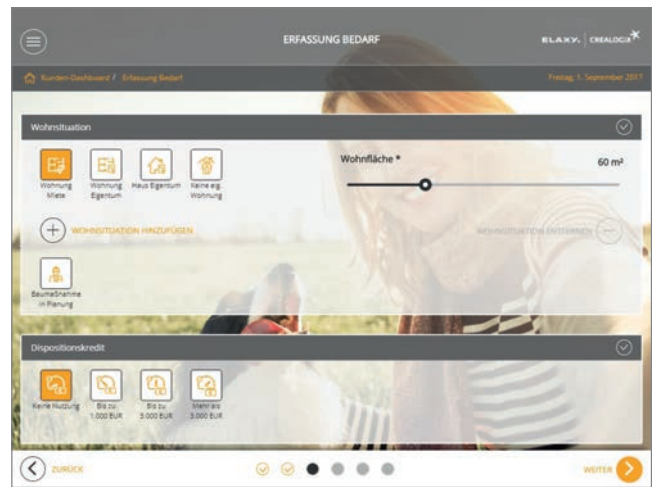 ERFASSUNG BEDARF
ELAXY. CREALOGIX
Kunden-Dashboard / Erfassung Bedarf
Freitag, 1. September 2017
Wohnsituation
Wohnung
Miete
Wohnung
Eigentum
Haus Eigentum
Keine eig.
Wohnung
Wohnfläche *
60 m²
WOHNSITUATION HINZUFÜGEN
WOHNSITUATION ENTFERNEN
Baumaßnahme
in Planung
Dispositionskredit
Keine Nutzung
Bis zu
1.000 EUR
Bis zu
3.000 EUR
Mehr als
3.000 EUR
ZURÜCK
WEITER